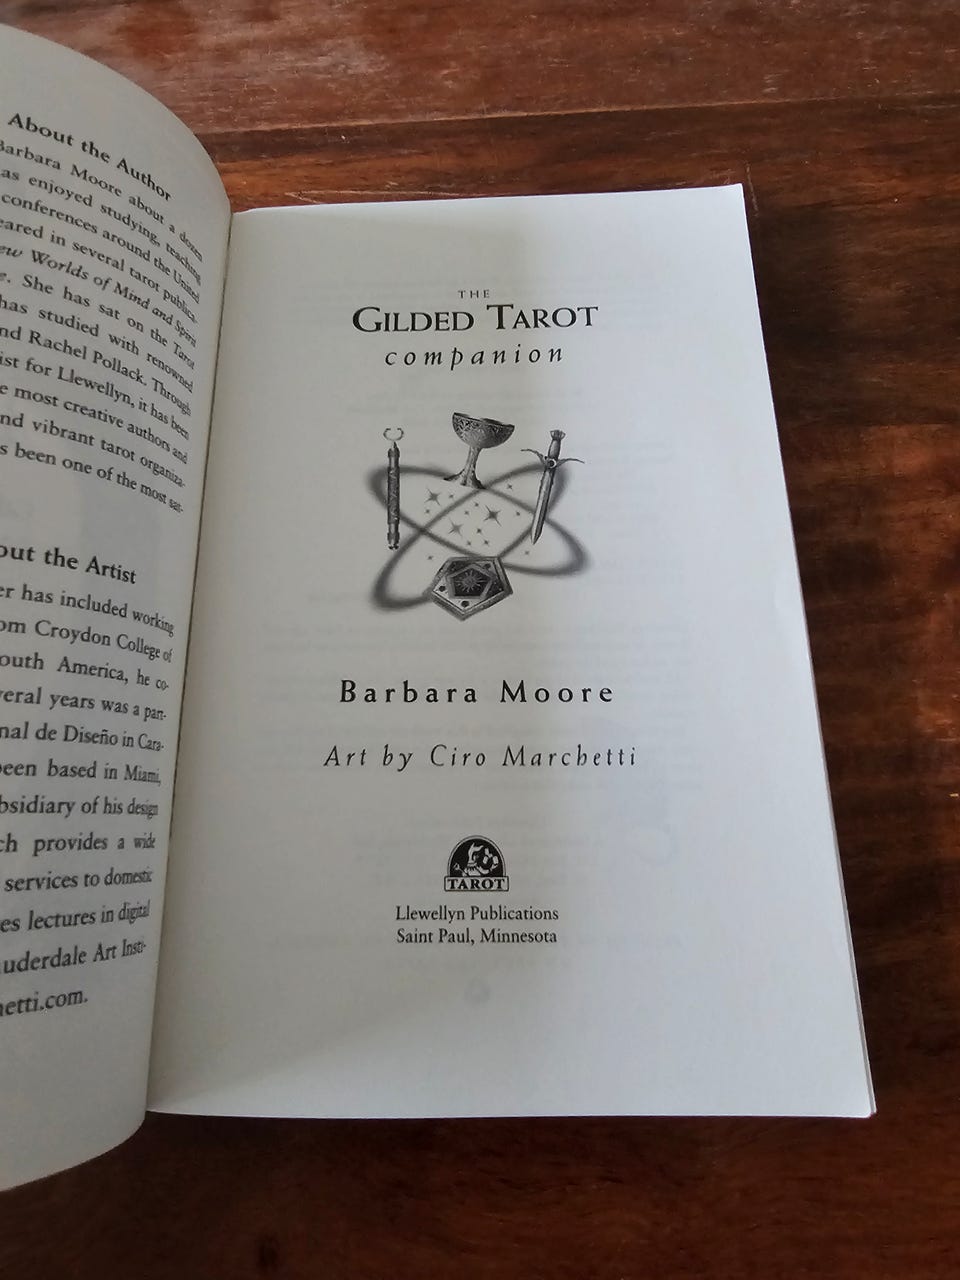 About the Author
Barbara Moore about a dozen
as enjoyed studying, teaching
conferences around the United
eared in several tarot publica-
ew Worlds of Mind and Spirit
e. She has sat on the Tarot
has studied with renowned
nd Rachel Pollack. Through
ist for Llewellyn, it has been
e most creative authors and
nd vibrant tarot organiza-
s been one of the most sat-
out the Artist
er has included working
om Croydon College of
outh America, he co-
veral years was a part-
nal de Diseño in Cara-
been based in Miami,
bsidiary of his design
ch provides a wide
services to domestic
es lectures in digital
uderdale Art Insti-
hetti.com.
THE
GILDED TAROT
companion
Barbara Moore
Art by Ciro Marchetti
TAROT
Llewellyn Publications
Saint Paul, Minnesota